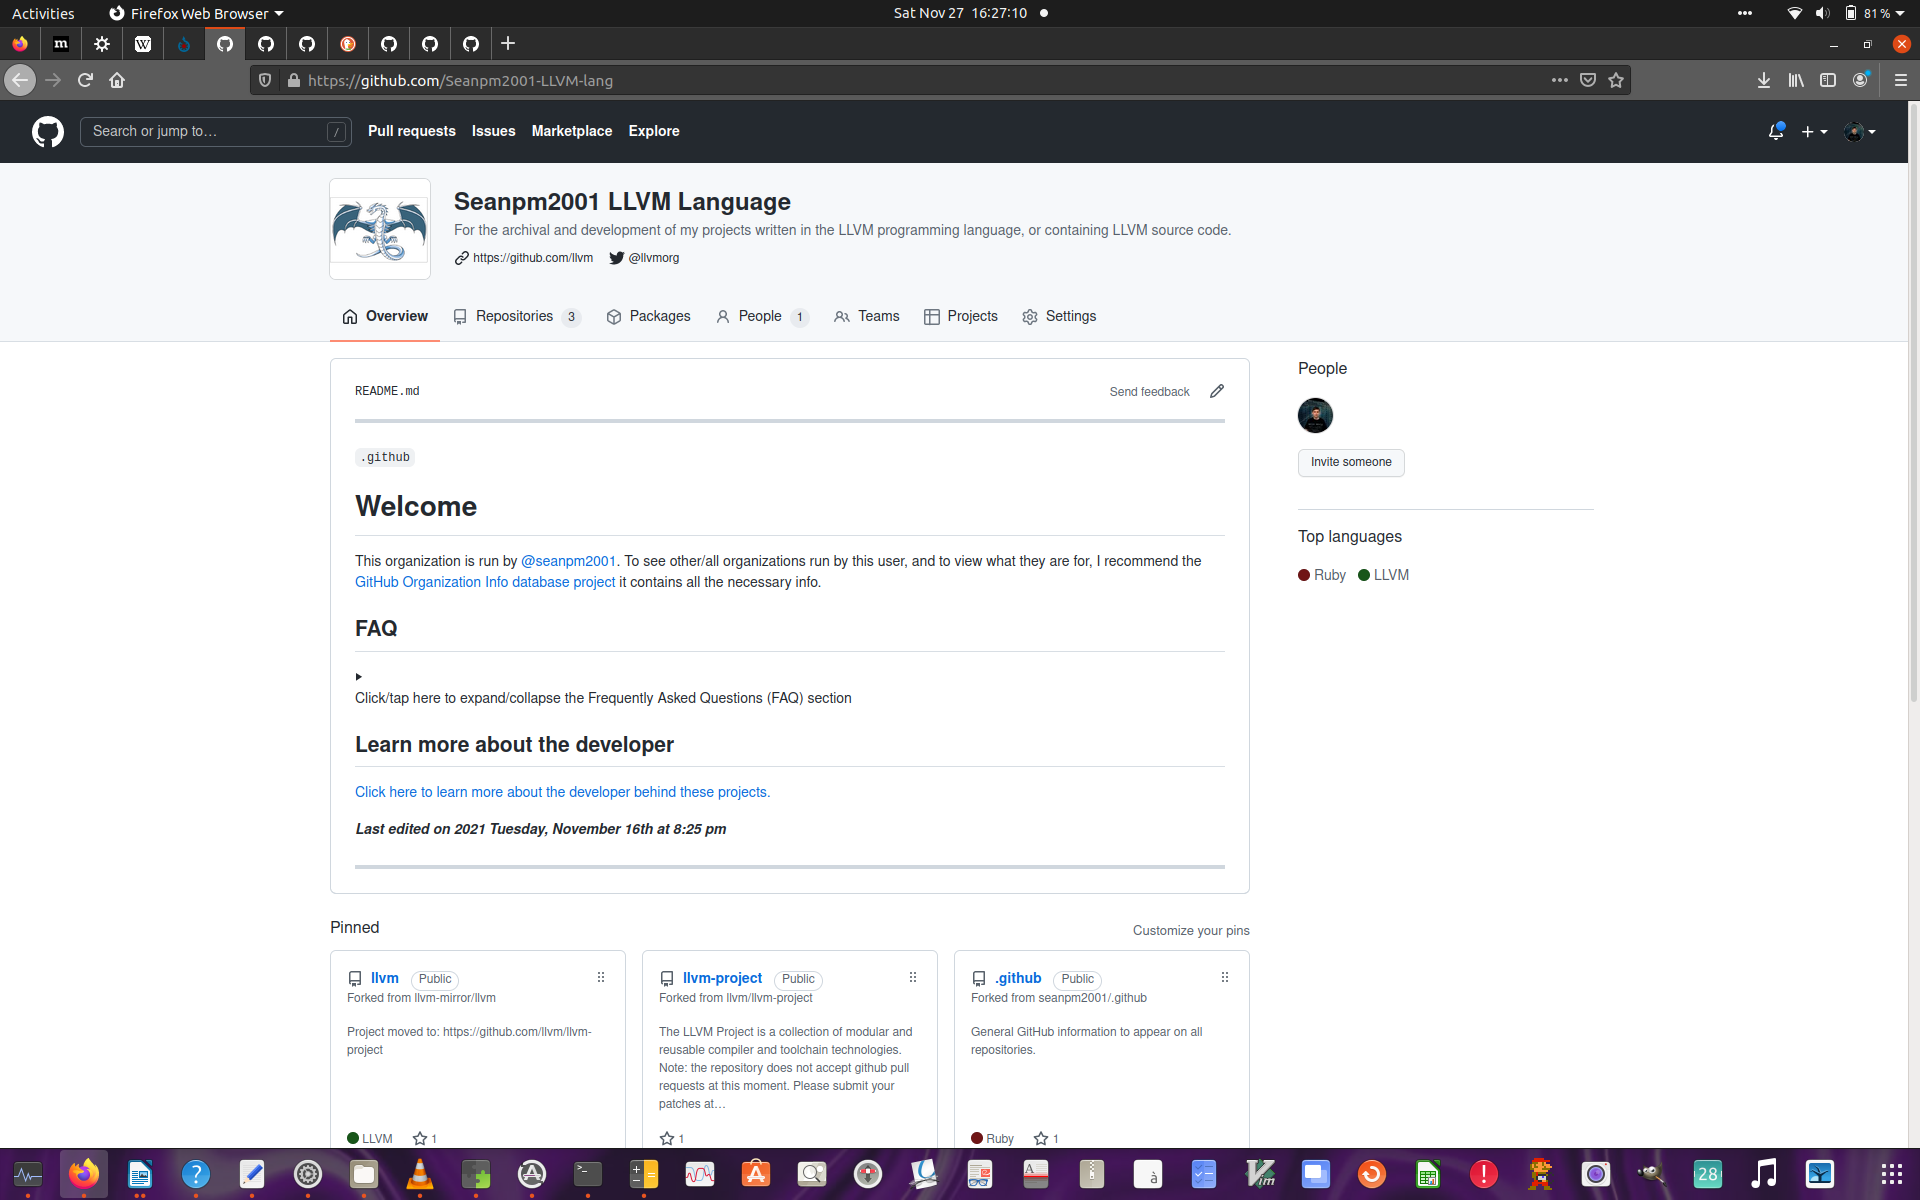 Activities
Firefox Web Browser
Sat Nov 27 16:27:10
81%
https://github.com/Seanpm2001-LLVM-lang
Search or jump to…
/
Pull requests
Issues
Marketplace
Explore
Seanpm2001 LLVM Language
For the archival and development of my projects written in the LLVM programming language, or containing LLVM source code.
https://github.com/llvm
@llvmorg
Overview
Repositories 3
Packages
People 1
Teams
Projects
Settings
README.md
Send feedback
.github
Welcome
This organization is run by @seanpm2001. To see other/all organizations run by this user, and to view what they are for, I recommend the
GitHub Organization Info database project it contains all the necessary info.
FAQ
Click/tap here to expand/collapse the Frequently Asked Questions (FAQ) section
Learn more about the developer
Click here to learn more about the developer behind these projects.
Last edited on 2021 Tuesday, November 16th at 8:25 pm
People
Invite someone
Top languages
Ruby
LLVM
Pinned
Customize your pins
llvm
Public
Forked from llvm-mirror/llvm
Project moved to: https://github.com/llvm/llvm-
project
LLVM
1
llvm-project
Public
Forked from llvm/llvm-project
The LLVM Project is a collection of modular and
reusable compiler and toolchain technologies.
Note: the repository does not accept github pull
requests at this moment. Please submit your
patches at…
1
.github
Public
Forked from seanpm2001/.github
General GitHub information to appear on all
repositories.
Ruby
1
28